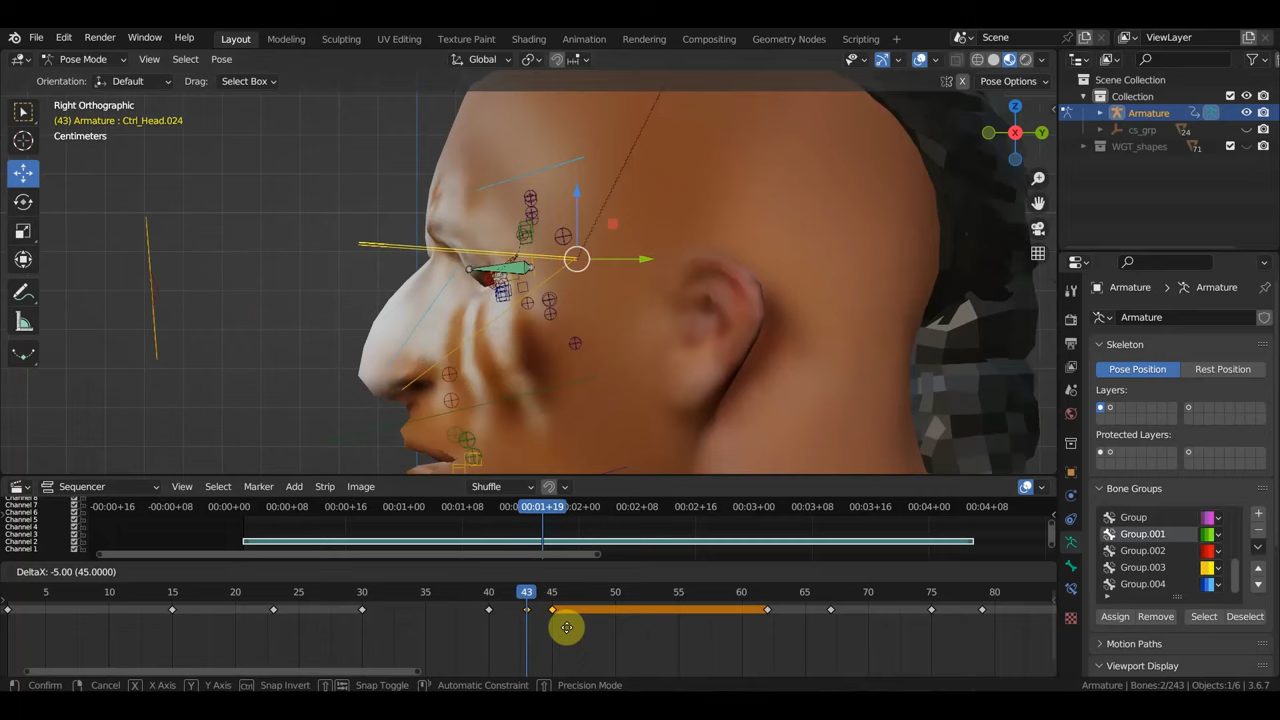 File Edit Render Window Help Layout Modeling Sculpting UV Editing Texture Paint Shading Animation Rendering Compositing Geometry Nodes Scripting + Scene ViewLayer
Pose Mode View Select Pose Global
Orientation: Default Drag: Select Box X Pose Options
Right Orthographic
(43) Armature : Ctrl_Head.024
Centimeters
Z
Y
X
Scene Collection
Collection
Armature
cs_grp 24
WGT_shapes 71
Armature Armature
Armature
Skeleton
Pose Position Rest Position
Layers:
Protected Layers:
Bone Groups
Group
Group.001
Group.002
Group.003
Group.004
Assign Remove Select Deselect
Motion Paths
Viewport Display
Sequencer View Select Marker Add Strip Image Shuffle
-00:00+16 -00:00+08 00:00+00 00:00+08 00:00+16 00:01+00 00:01+08 00:01+19 00:02+00 00:02+08 00:02+16 00:03+00 00:03+08 00:03+16 00:04+00 00:04+08
Channel 7
Channel 6
Channel 5
Channel 4
Channel 3
Channel 2
Channel 1
DeltaX: -5.00 (45.0000)
5 10 15 20 25 30 35 40 43 45 50 55 60 65 70 75 80
Confirm Cancel X X Axis Y Y Axis Ctrl Snap Invert Snap Toggle Automatic Constraint Precision Mode Armature | Bones:2/243 | Objects:1/6 | 3.6.7